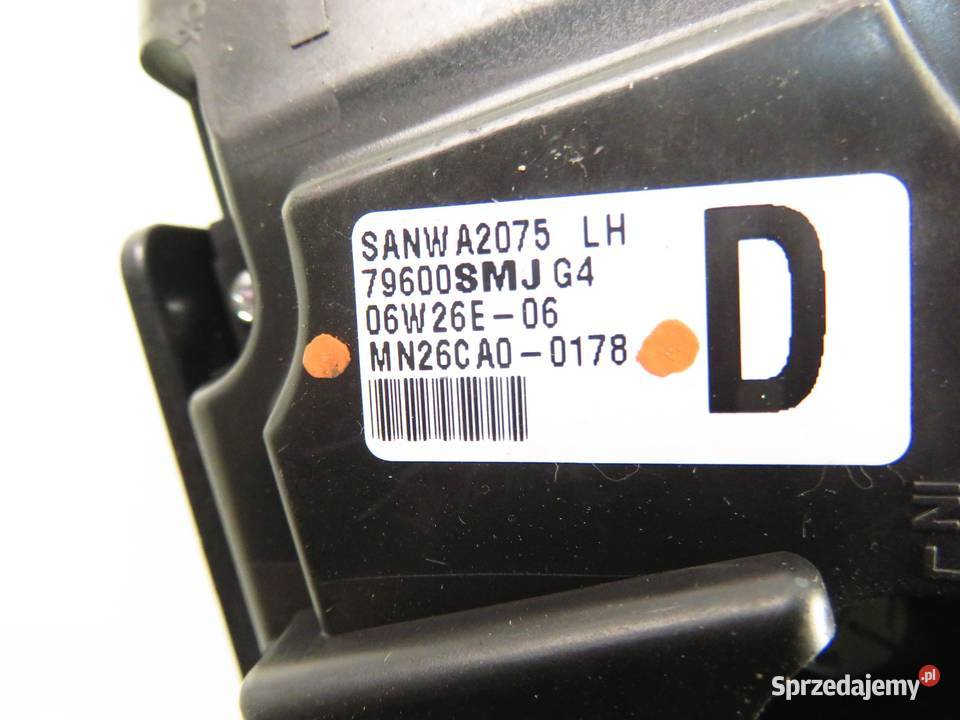 SANWA2075 LH
79600SMJ G4
06W26E-06
MN26CA0-0178
D
Sprzedajemy.pl